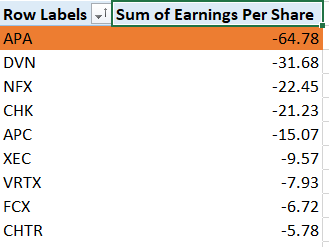 Row Labels Sum of Earnings Per Share
APA -64.78
DVN -31.68
NFX -22.45
CHK -21.23
APC -15.07
XEC -9.57
VRTX -7.93
FCX -6.72
CHTR -5.78